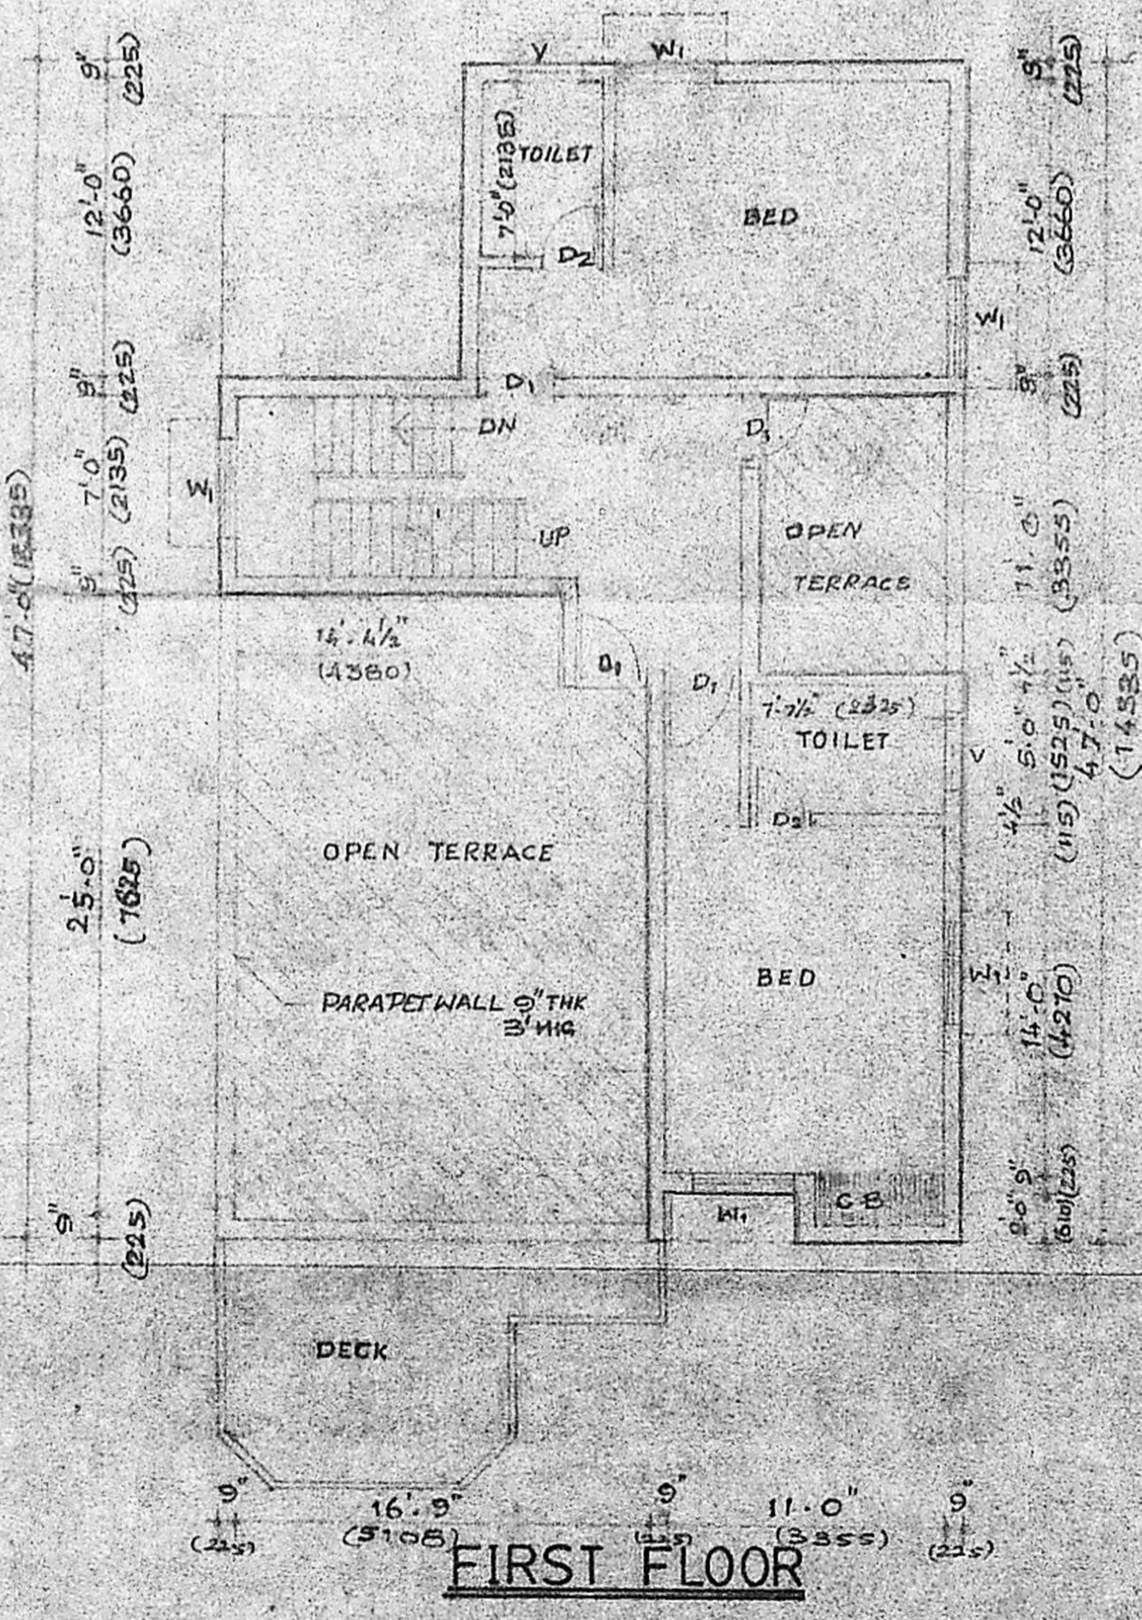 V
W1
9"
(225)
9"
(225)
7'-0" (2135)
TOILET
12'-0"
(3660)
BED
12'-0"
(3660)
D2
W1
9"
(225)
D1
9"
(225)
DN
D1
7'0"
(2135)
W1
OPEN
TERRACE
UP
11'.0"
(3355)
47'-0"
9"
(225)
14'-4½"
(4380)
D1
D1
7'-7½"
TOILET
V
5'.0"
4½"
(115) (1525) (115)
47'-0"
D2
OPEN TERRACE
25'-0"
(7625)
BED
W1
14'-0"
(4270)
PARAPET WALL 9" THK
3' HIG
9"
(225)
C B
W1
2'0" 9"
(610) (225)
DECK
9"
16'.9"
9"
11.0"
9"
(225)
(5108)
(225)
(3355)
(225)
FIRST FLOOR